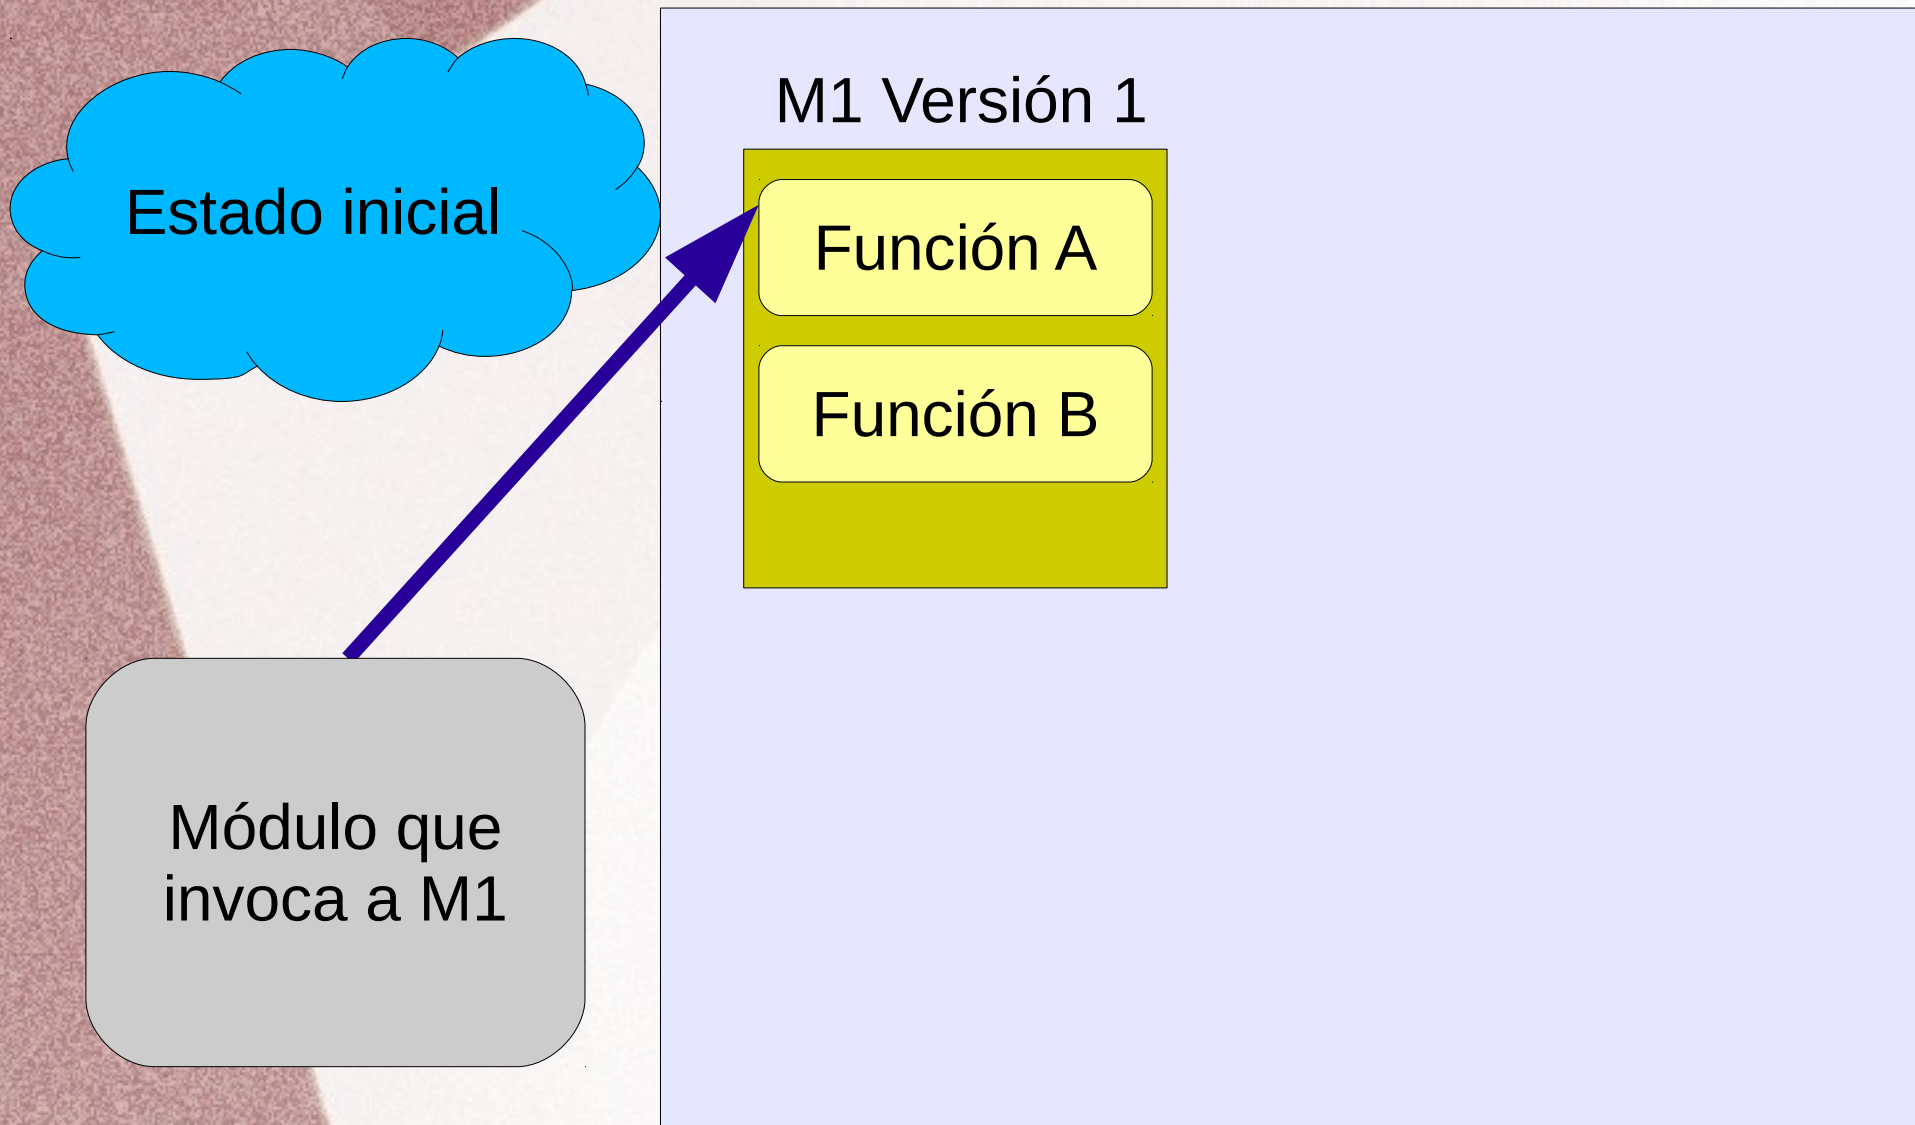 Estado inicial
M1 Versión 1
Función A
Función B
Módulo que
invoca a M1